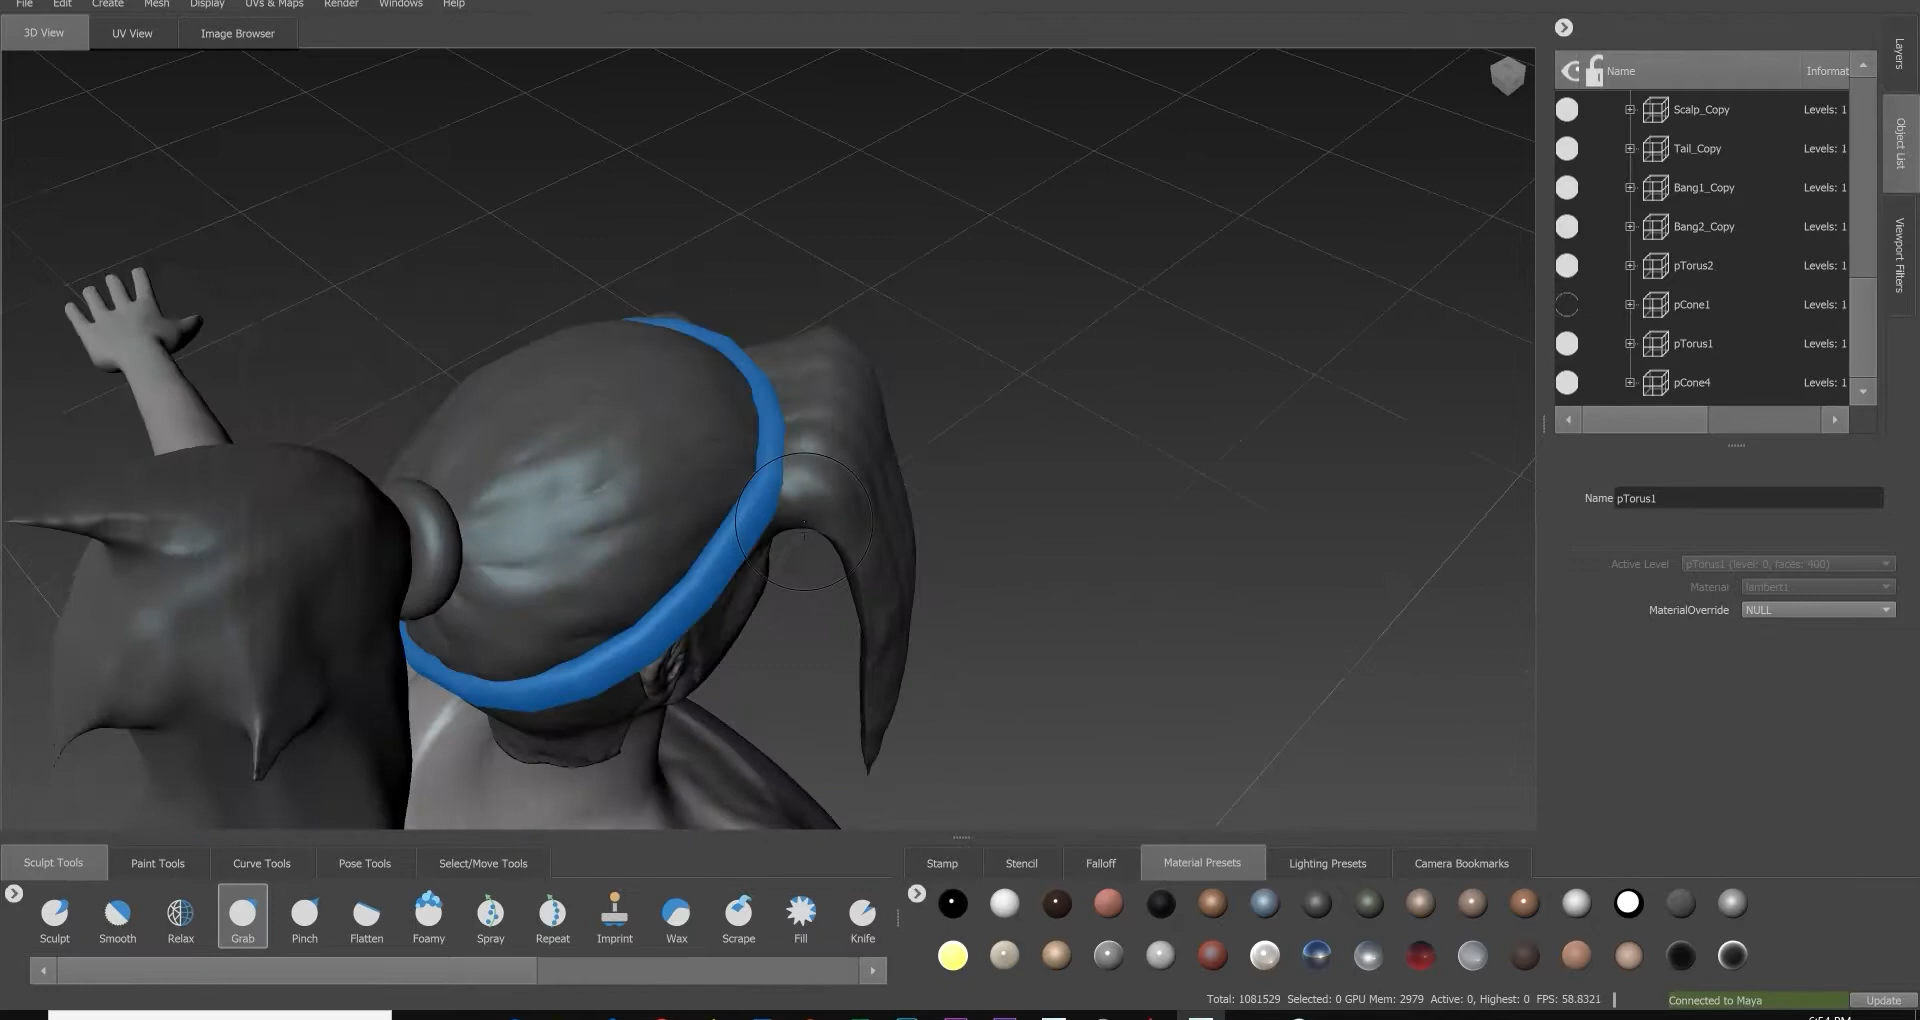 File Edit Create Mesh Display UVs & Maps Render Windows Help
3D View UV View Image Browser
Layers
Object List
Viewport Filters
Name Informat
Scalp_Copy Levels: 1
Tail_Copy Levels: 1
Bang1_Copy Levels: 1
Bang2_Copy Levels: 1
pTorus2 Levels: 1
pCone1 Levels: 1
pTorus1 Levels: 1
pCone4 Levels: 1
Name pTorus1
Active Level pTorus1 (level: 0, faces: 400)
Material lambert1
MaterialOverride NULL
Sculpt Tools Paint Tools Curve Tools Pose Tools Select/Move Tools
Stamp Stencil Falloff Material Presets Lighting Presets Camera Bookmarks
Sculpt Smooth Relax Grab Pinch Flatten Foamy Spray Repeat Imprint Wax Scrape Fill Knife
Total: 1081529 Selected: 0 GPU Mem: 2979 Active: 0, Highest: 0 FPS: 58.8321
Connected to Maya Update